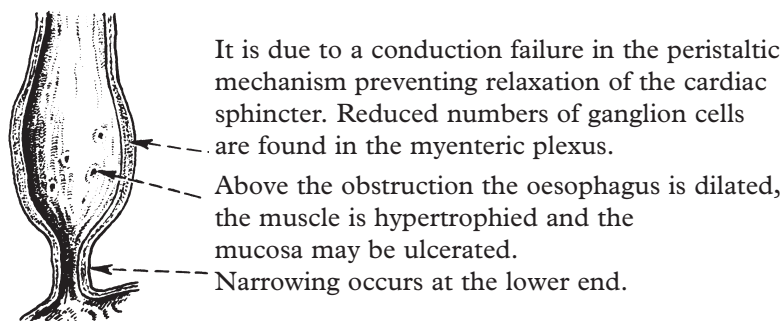 It is due to a conduction failure in the peristaltic
mechanism preventing relaxation of the cardiac
sphincter. Reduced numbers of ganglion cells
are found in the myenteric plexus.
Above the obstruction the oesophagus is dilated,
the muscle is hypertrophied and the
mucosa may be ulcerated.
Narrowing occurs at the lower end.